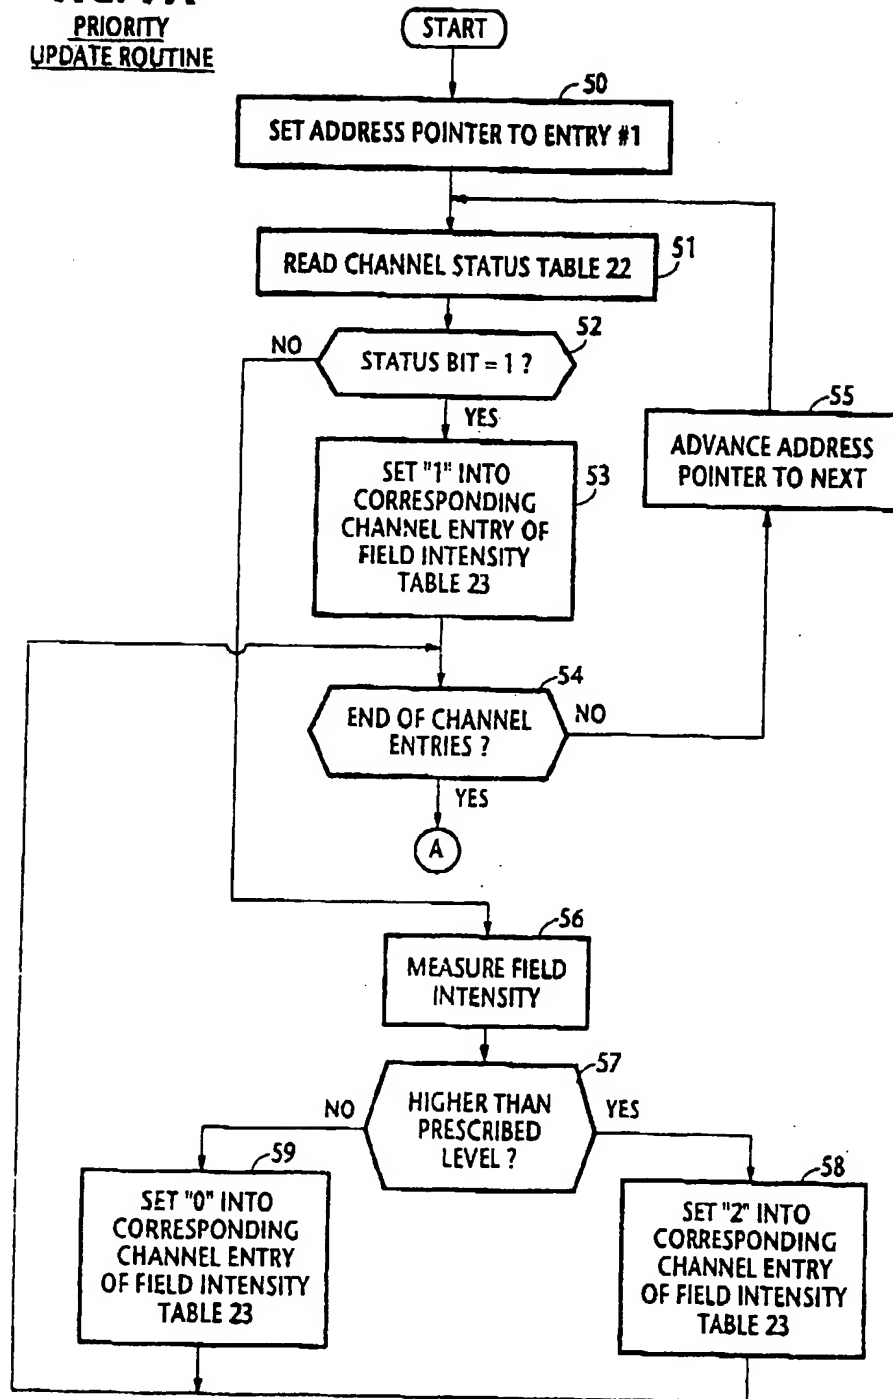 PRIORITY
UPDATE ROUTINE
START
50
SET ADDRESS POINTER TO ENTRY #1
51
READ CHANNEL STATUS TABLE 22
52
NO
STATUS BIT = 1 ?
YES
55
ADVANCE ADDRESS
POINTER TO NEXT
53
SET "1" INTO
CORRESPONDING
CHANNEL ENTRY OF
FIELD INTENSITY
TABLE 23
54
END OF CHANNEL
ENTRIES ?
NO
YES
A
56
MEASURE FIELD
INTENSITY
57
NO
HIGHER THAN
PRESCRIBED
LEVEL ?
YES
59
SET "0" INTO
CORRESPONDING
CHANNEL ENTRY
OF FIELD INTENSITY
TABLE 23
58
SET "2" INTO
CORRESPONDING
CHANNEL ENTRY
OF FIELD INTENSITY
TABLE 23